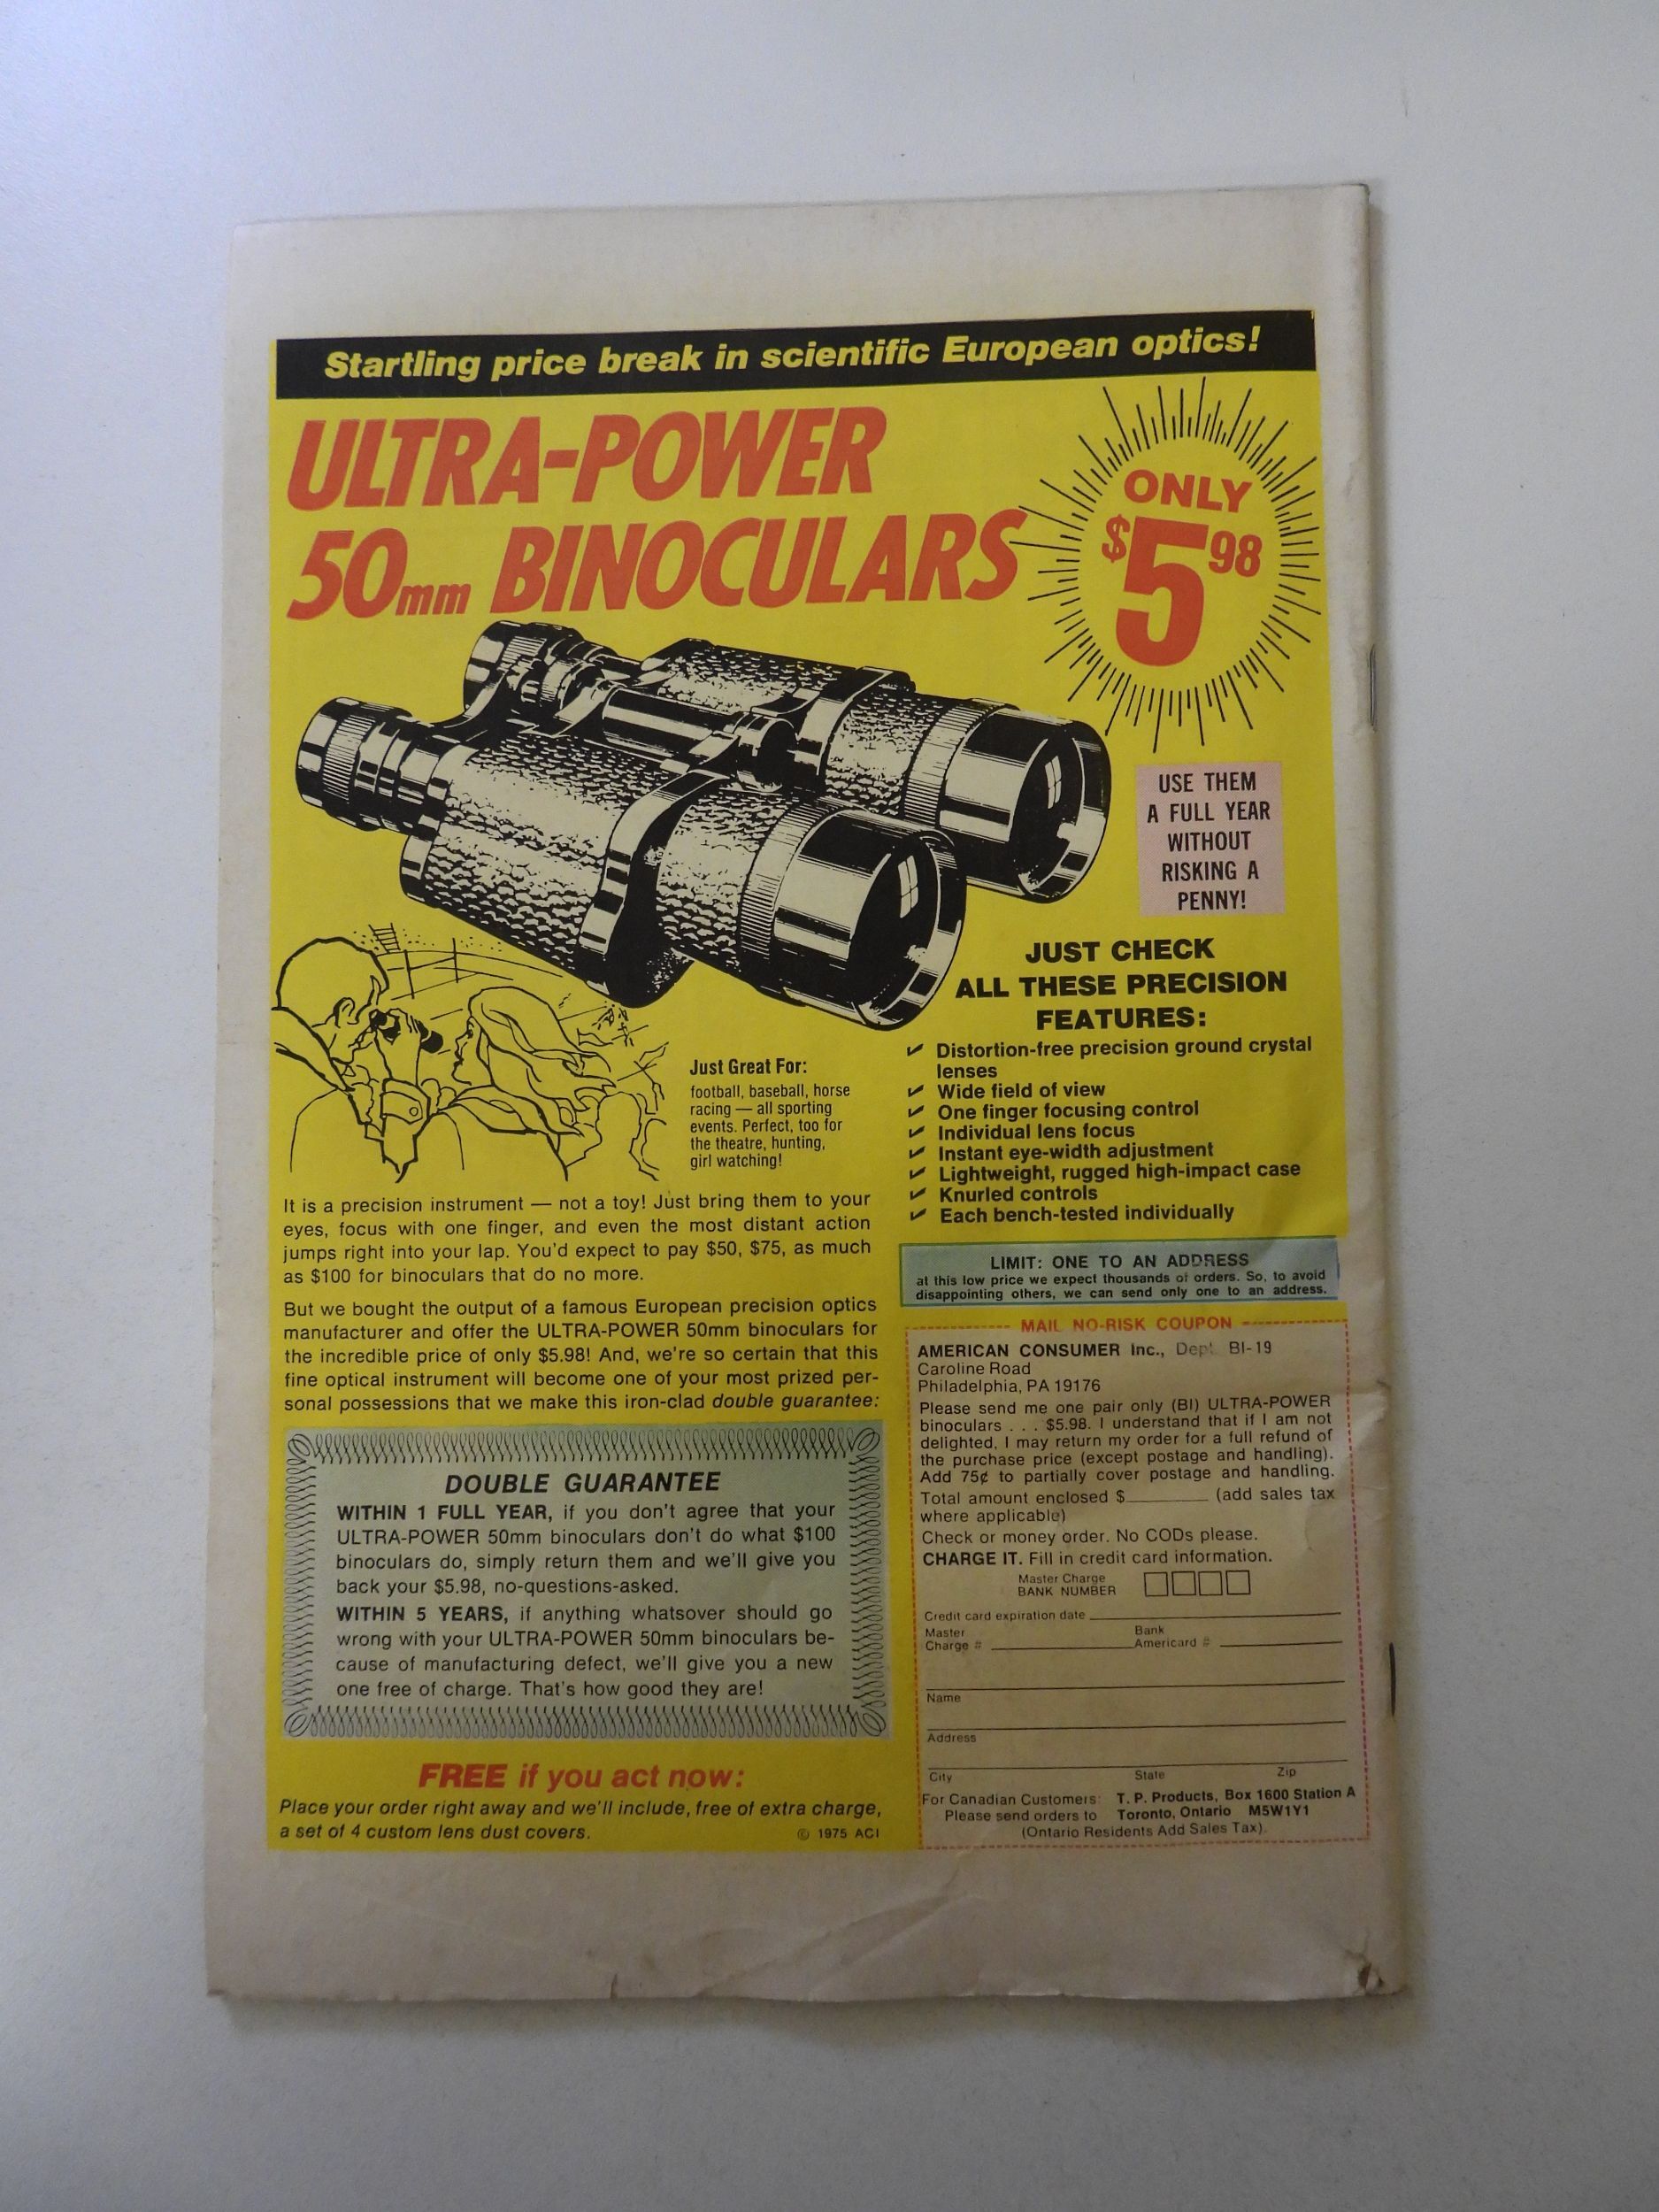 Startling price break in scientific European optics!
ULTRA-POWER
50mm BINOCULARS
ONLY
$5 98
USE THEM
A FULL YEAR
WITHOUT
RISKING A
PENNY!
JUST CHECK
ALL THESE PRECISION
FEATURES:
✓ Distortion-free precision ground crystal
lenses
✓ Wide field of view
✓ One finger focusing control
✓ Individual lens focus
✓ Instant eye-width adjustment
✓ Lightweight, rugged high-impact case
✓ Knurled controls
✓ Each bench-tested individually
Just Great For:
football, baseball, horse
racing — all sporting
events. Perfect, too for
the theatre, hunting,
girl watching!
It is a precision instrument — not a toy! Just bring them to your
eyes, focus with one finger, and even the most distant action
jumps right into your lap. You'd expect to pay $50, $75, as much
as $100 for binoculars that do no more.
But we bought the output of a famous European precision optics
manufacturer and offer the ULTRA-POWER 50mm binoculars for
the incredible price of only $5.98! And, we're so certain that this
fine optical instrument will become one of your most prized per-
sonal possessions that we make this iron-clad double guarantee:
DOUBLE GUARANTEE
WITHIN 1 FULL YEAR, if you don't agree that your
ULTRA-POWER 50mm binoculars don't do what $100
binoculars do, simply return them and we'll give you
back your $5.98, no-questions-asked.
WITHIN 5 YEARS, if anything whatsover should go
wrong with your ULTRA-POWER 50mm binoculars be-
cause of manufacturing defect, we'll give you a new
one free of charge. That's how good they are!
FREE if you act now:
Place your order right away and we'll include, free of extra charge,
a set of 4 custom lens dust covers.
© 1975 ACI
LIMIT: ONE TO AN ADDRESS
at this low price we expect thousands of orders. So, to avoid
disappointing others, we can send only one to an address.
MAIL NO-RISK COUPON
AMERICAN CONSUMER Inc., Dept. BI-19
Caroline Road
Philadelphia, PA 19176
Please send me one pair only (BI) ULTRA-POWER
binoculars . . . $5.98. I understand that if I am not
delighted, I may return my order for a full refund of
the purchase price (except postage and handling).
Add 75¢ to partially cover postage and handling.
Total amount enclosed $________ (add sales tax
where applicable)
Check or money order. No CODs please.
CHARGE IT. Fill in credit card information.
Master Charge
BANK NUMBER
Credit card expiration date
Master Bank
Charge # Americard #
Name
Address
City State Zip
For Canadian Customers: T. P. Products, Box 1600 Station A
Please send orders to Toronto, Ontario M5W1Y1
(Ontario Residents Add Sales Tax).